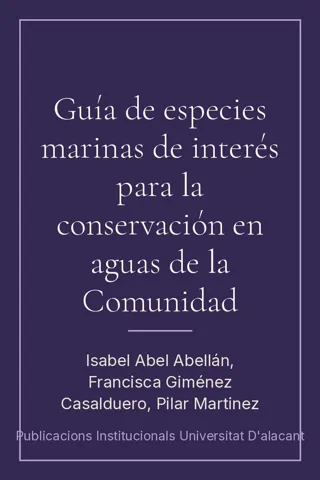 Guía de especies
marinas de interés
para la
conservación en
aguas de la
Comunidad
Isabel Abel Abellán,
Francisca Giménez
Casalduero, Pilar Martinez
Publicacions Institucionals Universitat D'alacant